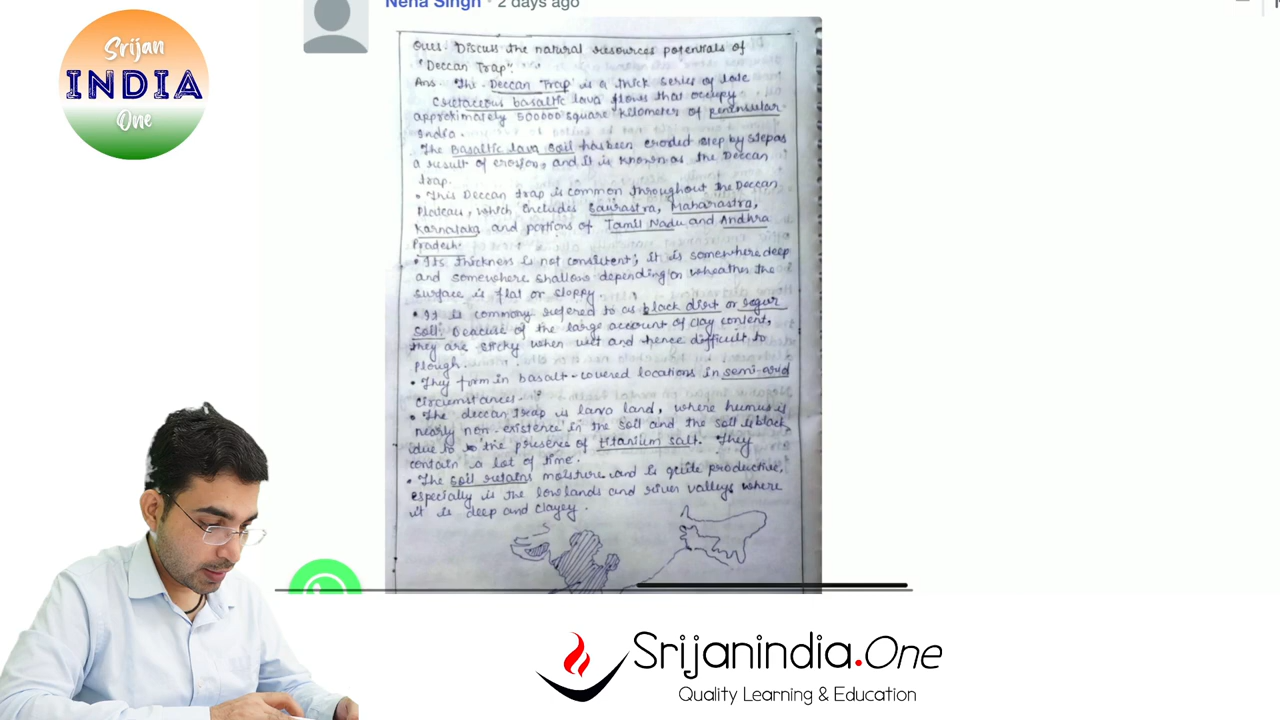 Srijan
INDIA
One
Neha Singh · 2 days ago
Ques. Discuss the natural resources potentials of
"Deccan Trap".
Ans. The Deccan Trap is a thick series of late
Cretaceous basaltic lava flows that occupy
approximately 500000 square kilometer of peninsular
India.
The Basaltic lava soil has been eroded step by step as
a result of erosion, and it is known as the Deccan
trap.
• This Deccan trap is common throughout the Deccan
Plateau, which includes Saurastra, Maharastra,
Karnataka and portions of Tamil Nadu and Andhra
Pradesh.
• Its thickness is not consistent; it is somewhere deep
and somewhere shallow depending on wheather the
surface is flat or sloppy.
• It is commony refered to as black dirt or regur
soil. Beacuse of the large account of clay content,
they are sticky when wet and hence difficult to
plough.
• They form in basalt-covered locations in semi-arid
circumstances.
• The deccan trap is lava land, where humus is
nearly non-existence in the soil and the soil is black
due to to the presence of titanium salt. They
contain a lot of time.
• The soil retains moisture and is quite productive,
especially is the lowlands and river valleys where
it is deep and clayey.
Srijanindia.One
Quality Learning & Education